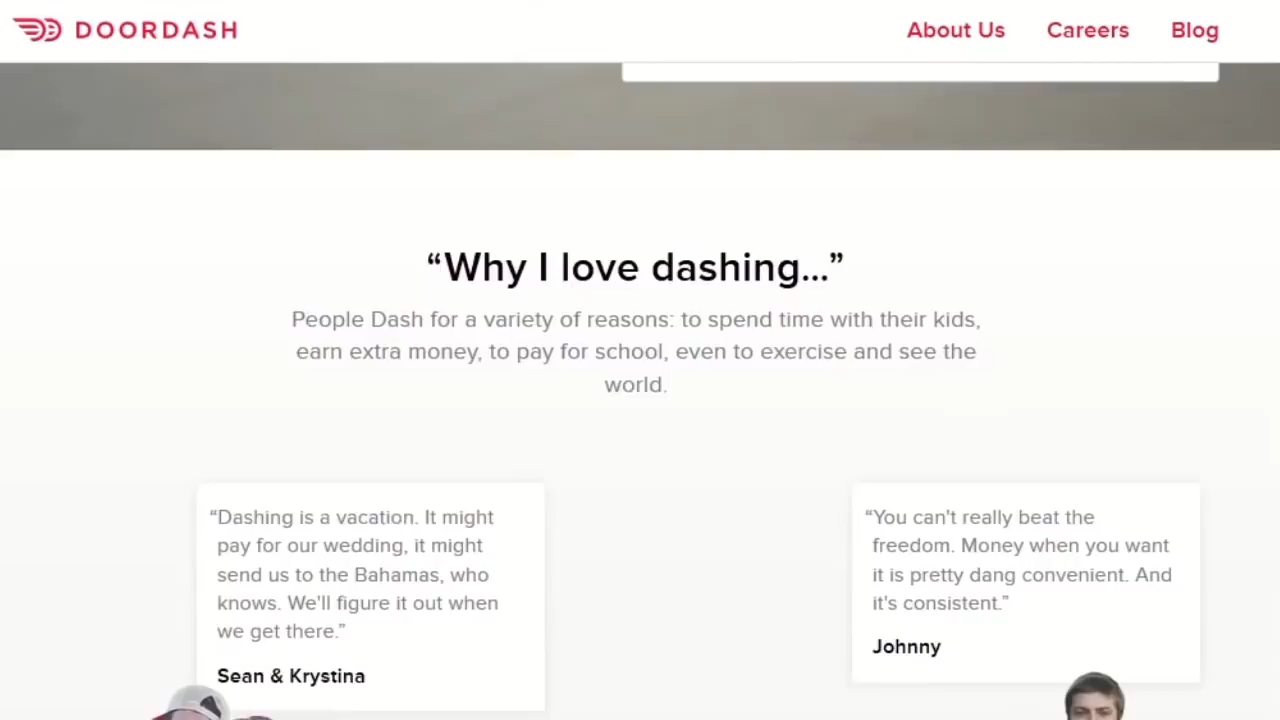 DOORDASH
About Us
Careers
Blog
“Why I love dashing...”
People Dash for a variety of reasons: to spend time with their kids,
earn extra money, to pay for school, even to exercise and see the
world.
“Dashing is a vacation. It might
pay for our wedding, it might
send us to the Bahamas, who
knows. We'll figure it out when
we get there.”
Sean & Krystina
“You can't really beat the
freedom. Money when you want
it is pretty dang convenient. And
it's consistent.”
Johnny